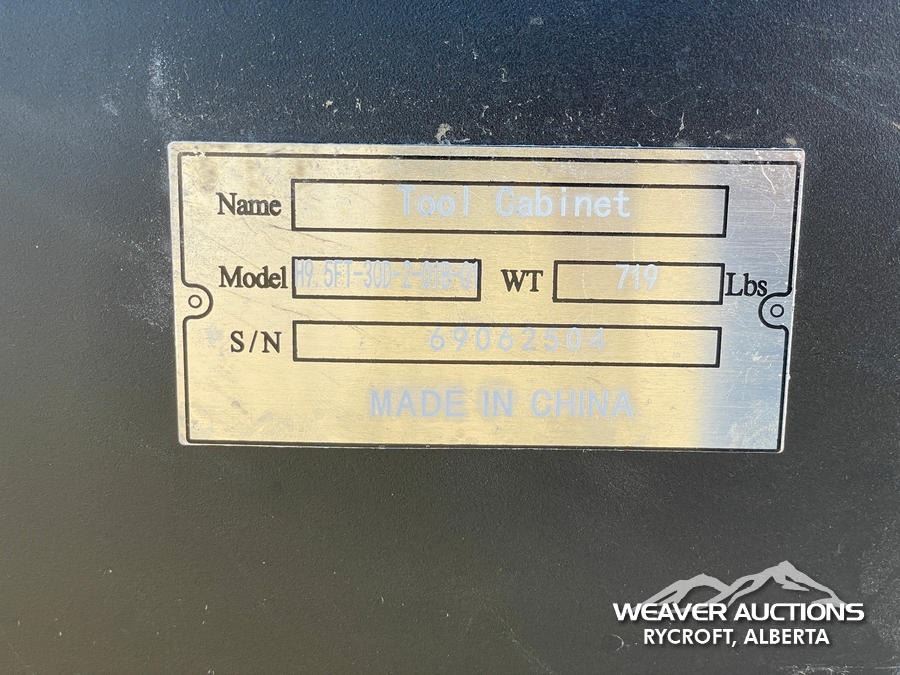 Name Tool Cabinet
Model WT 719 Lbs
S/N 69062504
MADE IN CHINA
WEAVER AUCTIONS
RYCROFT, ALBERTA